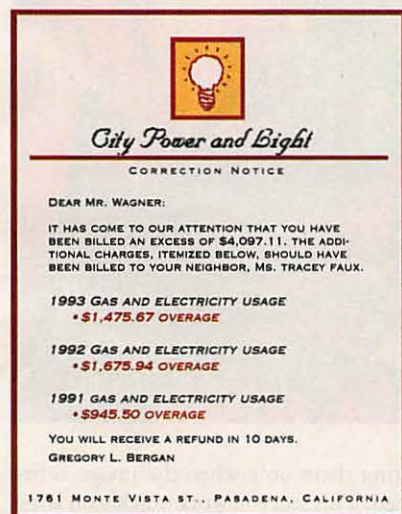 City Power and Light
CORRECTION NOTICE
DEAR MR. WAGNER:
IT HAS COME TO OUR ATTENTION THAT YOU HAVE
BEEN BILLED AN EXCESS OF $4,097.11. THE ADDI-
TIONAL CHARGES, ITEMIZED BELOW, SHOULD HAVE
BEEN BILLED TO YOUR NEIGHBOR, MS. TRACEY FAUX.
1993 GAS AND ELECTRICITY USAGE
• $1,475.67 OVERAGE
1992 GAS AND ELECTRICITY USAGE
• $1,675.94 OVERAGE
1991 GAS AND ELECTRICITY USAGE
• $945.50 OVERAGE
YOU WILL RECEIVE A REFUND IN 10 DAYS.
GREGORY L. BERGAN
1761 MONTE VISTA ST., PASADENA, CALIFORNIA